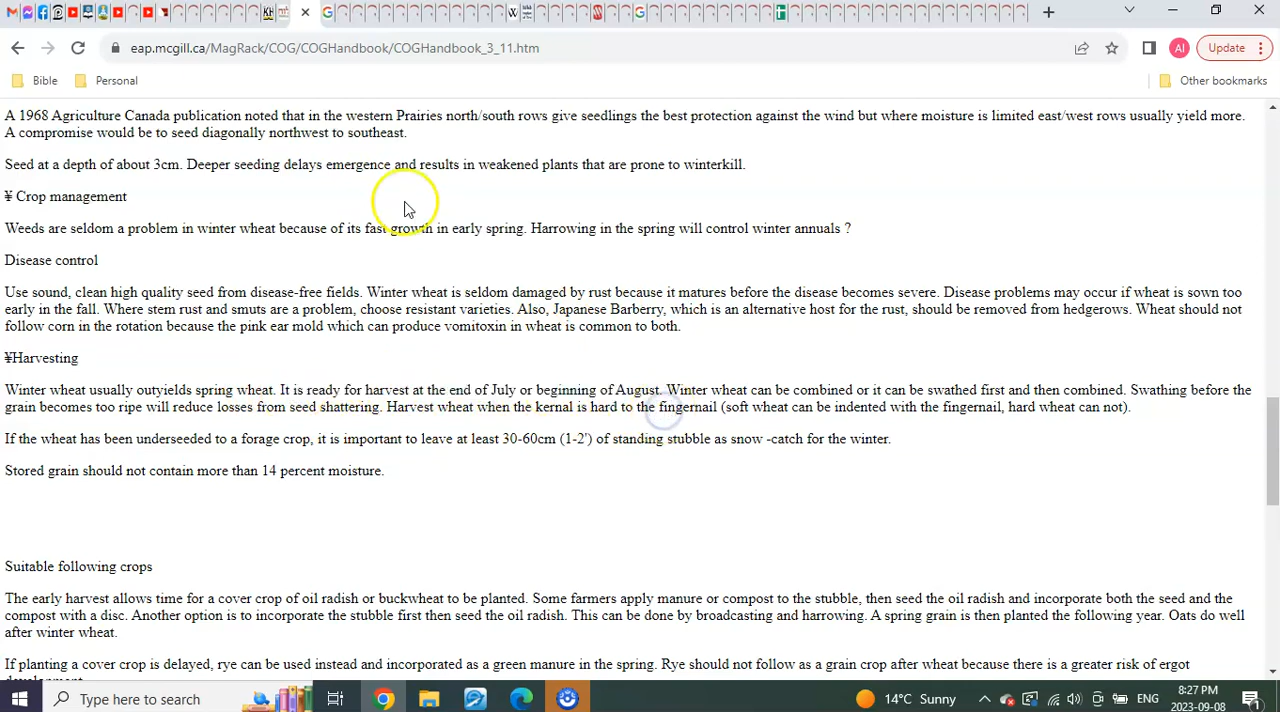 eap.mcgill.ca/MagRack/COG/COGHandbook/COGHandbook_3_11.htm
AI
Update
Bible
Personal
Other bookmarks
A 1968 Agriculture Canada publication noted that in the western Prairies north/south rows give seedlings the best protection against the wind but where moisture is limited east/west rows usually yield more.
A compromise would be to seed diagonally northwest to southeast.
Seed at a depth of about 3cm. Deeper seeding delays emergence and results in weakened plants that are prone to winterkill.
¥ Crop management
Weeds are seldom a problem in winter wheat because of its fast growth in early spring. Harrowing in the spring will control winter annuals ?
Disease control
Use sound, clean high quality seed from disease-free fields. Winter wheat is seldom damaged by rust because it matures before the disease becomes severe. Disease problems may occur if wheat is sown too
early in the fall. Where stem rust and smuts are a problem, choose resistant varieties. Also, Japanese Barberry, which is an alternative host for the rust, should be removed from hedgerows. Wheat should not
follow corn in the rotation because the pink ear mold which can produce vomitoxin in wheat is common to both.
¥Harvesting
Winter wheat usually outyields spring wheat. It is ready for harvest at the end of July or beginning of August. Winter wheat can be combined or it can be swathed first and then combined. Swathing before the
grain becomes too ripe will reduce losses from seed shattering. Harvest wheat when the kernal is hard to the fingernail (soft wheat can be indented with the fingernail, hard wheat can not).
If the wheat has been underseeded to a forage crop, it is important to leave at least 30-60cm (1-2') of standing stubble as snow -catch for the winter.
Stored grain should not contain more than 14 percent moisture.
Suitable following crops
The early harvest allows time for a cover crop of oil radish or buckwheat to be planted. Some farmers apply manure or compost to the stubble, then seed the oil radish and incorporate both the seed and the
compost with a disc. Another option is to incorporate the stubble first then seed the oil radish. This can be done by broadcasting and harrowing. A spring grain is then planted the following year. Oats do well
after winter wheat.
If planting a cover crop is delayed, rye can be used instead and incorporated as a green manure in the spring. Rye should not follow as a grain crop after wheat because there is a greater risk of ergot
Type here to search
14°C Sunny
ENG
8:27 PM
2023-09-08